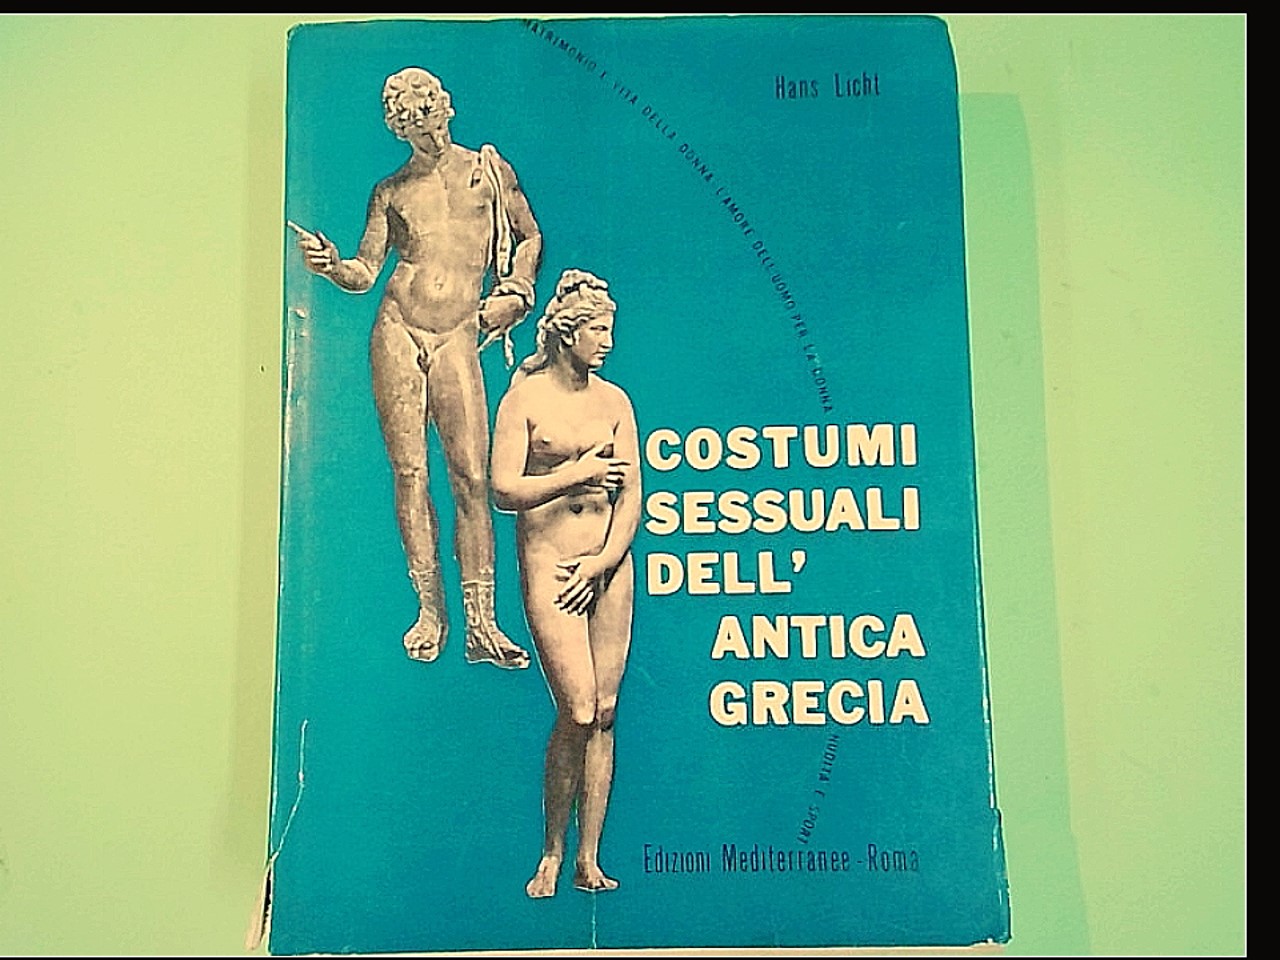 Hans Licht
MATRIMONIO E VITA DELLA DONNA L'AMORE DELL'UOMO PER LA DONNA
COSTUMI
SESSUALI
DELL'
ANTICA
GRECIA
NUDITA E SPORT
Edizioni Mediterranee - Roma